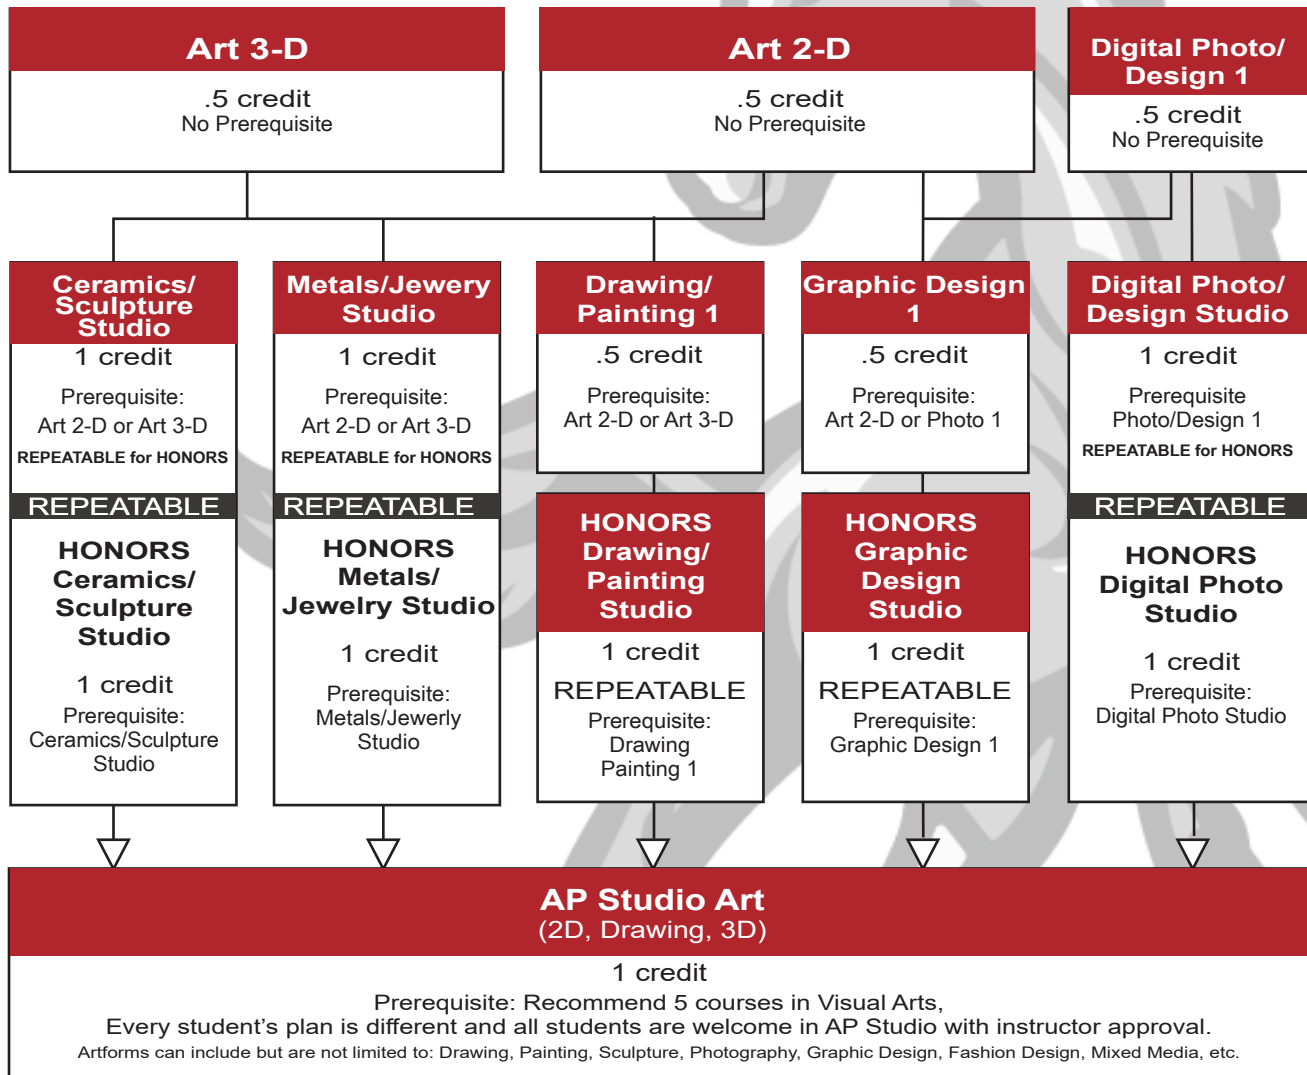 Art 3-D
.5 credit
No Prerequisite
Art 2-D
.5 credit
No Prerequisite
Digital Photo/
Design 1
.5 credit
No Prerequisite
Ceramics/
Sculpture
Studio
1 credit
Prerequisite:
Art 2-D or Art 3-D
REPEATABLE for HONORS
REPEATABLE
HONORS
Ceramics/
Sculpture
Studio
1 credit
Prerequisite:
Ceramics/Sculpture
Studio
Metals/Jewery
Studio
1 credit
Prerequisite:
Art 2-D or Art 3-D
REPEATABLE for HONORS
REPEATABLE
HONORS
Metals/
Jewelry Studio
1 credit
Prerequisite:
Metals/Jewerly
Studio
Drawing/
Painting 1
.5 credit
Prerequisite:
Art 2-D or Art 3-D
HONORS
Drawing/
Painting
Studio
1 credit
REPEATABLE
Prerequisite:
Drawing
Painting 1
Graphic Design
1
.5 credit
Prerequisite:
Art 2-D or Photo 1
HONORS
Graphic
Design
Studio
1 credit
REPEATABLE
Prerequisite:
Graphic Design 1
Digital Photo/
Design Studio
1 credit
Prerequisite
Photo/Design 1
REPEATABLE for HONORS
REPEATABLE
HONORS
Digital Photo
Studio
1 credit
Prerequisite:
Digital Photo Studio
AP Studio Art
(2D, Drawing, 3D)
1 credit
Prerequisite: Recommend 5 courses in Visual Arts,
Every student’s plan is different and all students are welcome in AP Studio with instructor approval.
Artforms can include but are not limited to: Drawing, Painting, Sculpture, Photography, Graphic Design, Fashion Design, Mixed Media, etc.